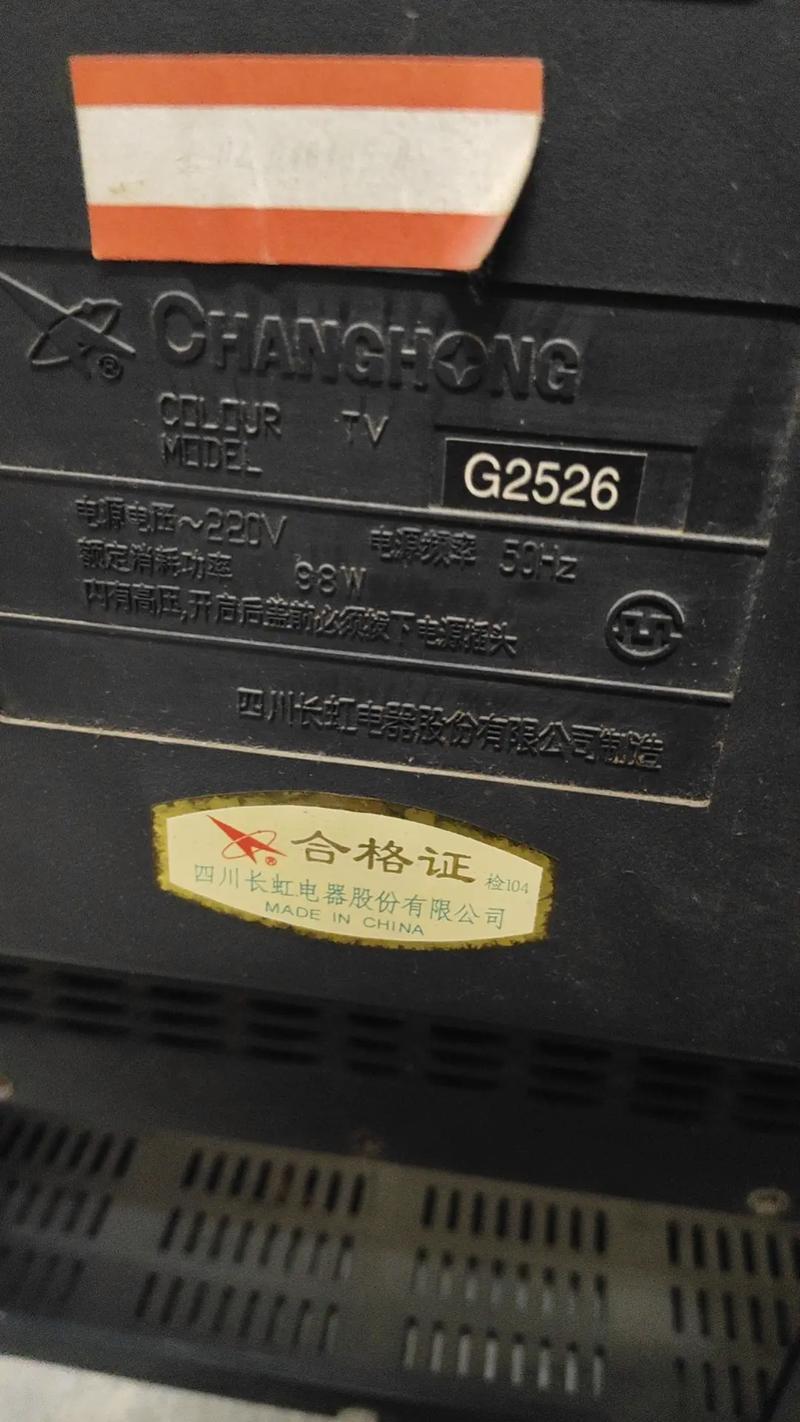 ® CHANGHONG
COLOUR TV
MODEL G2526
电源电压～220V 电源频率 50Hz
额定消耗功率 98W
内有高压,开启后盖前必须拔下电源插头
四川长虹电器股份有限公司制造
® 合格证 检104
四川长虹电器股份有限公司
MADE IN CHINA